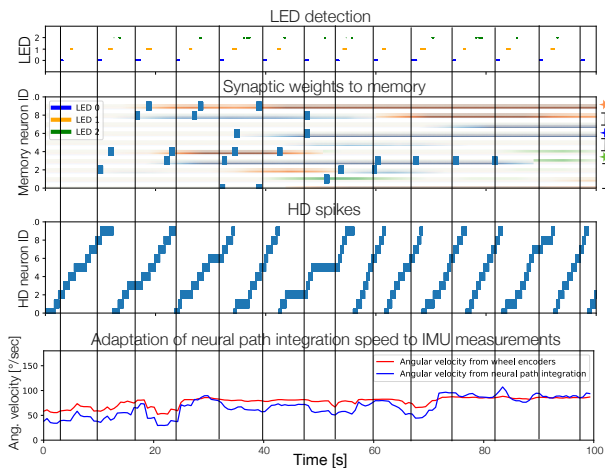 LED detection
LED
2
1
0
Synaptic weights to memory
Memory neuron ID
.0
8
6
4
2
0
LED 0
LED 1
LED 2
HD spikes
HD neuron ID
.0
8
6
4
2
0
Adaptation of neural path integration speed to IMU measurements
Ang. velocity [°/sec]
150
100
50
0
Angular velocity from wheel encoders
Angular velocity from neural path integration
0 20 40 60 80 100
Time [s]